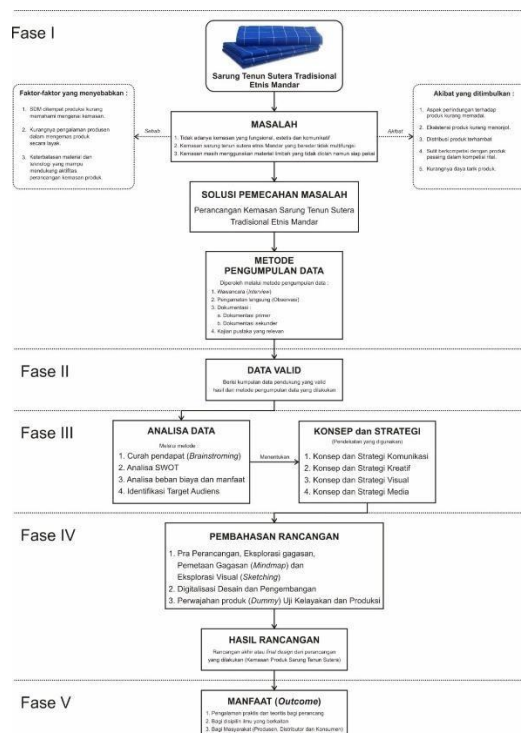 Fase I
Sarung Tenun Sutera Tradisional
Etnis Mandar
Faktor-faktor yang menyebabkan :
1. SDM ditempat produksi kurang
memahami mengenai kemasan.
2. Kurangnya pengalaman produsen
dalam mengemas produk
secara layak.
3. Keterbatasan material dan
teknologi yang mampu
mendukung aktifitas
perancangan kemasan produk.
Sebab
MASALAH
1. Tidak adanya kemasan yang fungsional, estetis dan komunikatif
2. Kemasan sarung tenun sutera etnis Mandar yang beredar tidak multifungsi
3. Kemasan masih menggunakan material limbah yang tidak diolah namun siap pakai
Akibat
Akibat yang ditimbulkan :
1. Aspek perlindungan terhadap
produk kurang memadai.
2. Eksistensi produk kurang menonjol.
3. Distribusi produk terhambat
4. Sulit berkompetisi dengan produk
pesaing dalam kompetisi ritel.
5. Kurangnya daya tarik produk.
SOLUSI PEMECAHAN MASALAH
Perancangan Kemasan Sarung Tenun Sutera
Tradisional Etnis Mandar
METODE
PENGUMPULAN DATA
Diperoleh melalui metode pengumpulan data :
1. Wawancara (Interview)
2. Pengamatan langsung (Observasi)
3. Dokumentasi :
a. Dokumentasi primer
b. Dokumentasi sekunder
4. Kajian pustaka yang relevan
Fase II
DATA VALID
Berisi kumpulan data pendukung yang valid
hasil dari metode pengumpulan data yang dilakukan
Fase III
ANALISA DATA
Melalui metode :
1. Curah pendapat (Brainstroming)
2. Analisa SWOT
3. Analisa beban biaya dan manfaat
4. Identifikasi Target Audiens
Menentukan
KONSEP dan STRATEGI
(Pendekatan yang digunakan)
1. Konsep dan Strategi Komunikasi
2. Konsep dan Strategi Kreatif
3. Konsep dan Strategi Visual
4. Konsep dan Strategi Media
Fase IV
PEMBAHASAN RANCANGAN
1. Pra Perancangan, Eksplorasi gagasan,
Pemetaan Gagasan (Mindmap) dan
Eksplorasi Visual (Sketching)
2. Digitalisasi Desain dan Pengembangan
3. Perwajahan produk (Dummy) Uji Kelayakan dan Produksi
HASIL RANCANGAN
Rancangan akhir atau final design dari perancangan
yang dilakukan (Kemasan Produk Sarung Tenun Sutera)
Fase V
MANFAAT (Outcome)
1. Pengalaman praktis dan teoritis bagi perancang
2. Bagi disiplin ilmu yang berkaitan
3. Bagi Masyarakat (Produsen, Distributor dan Konsumen)